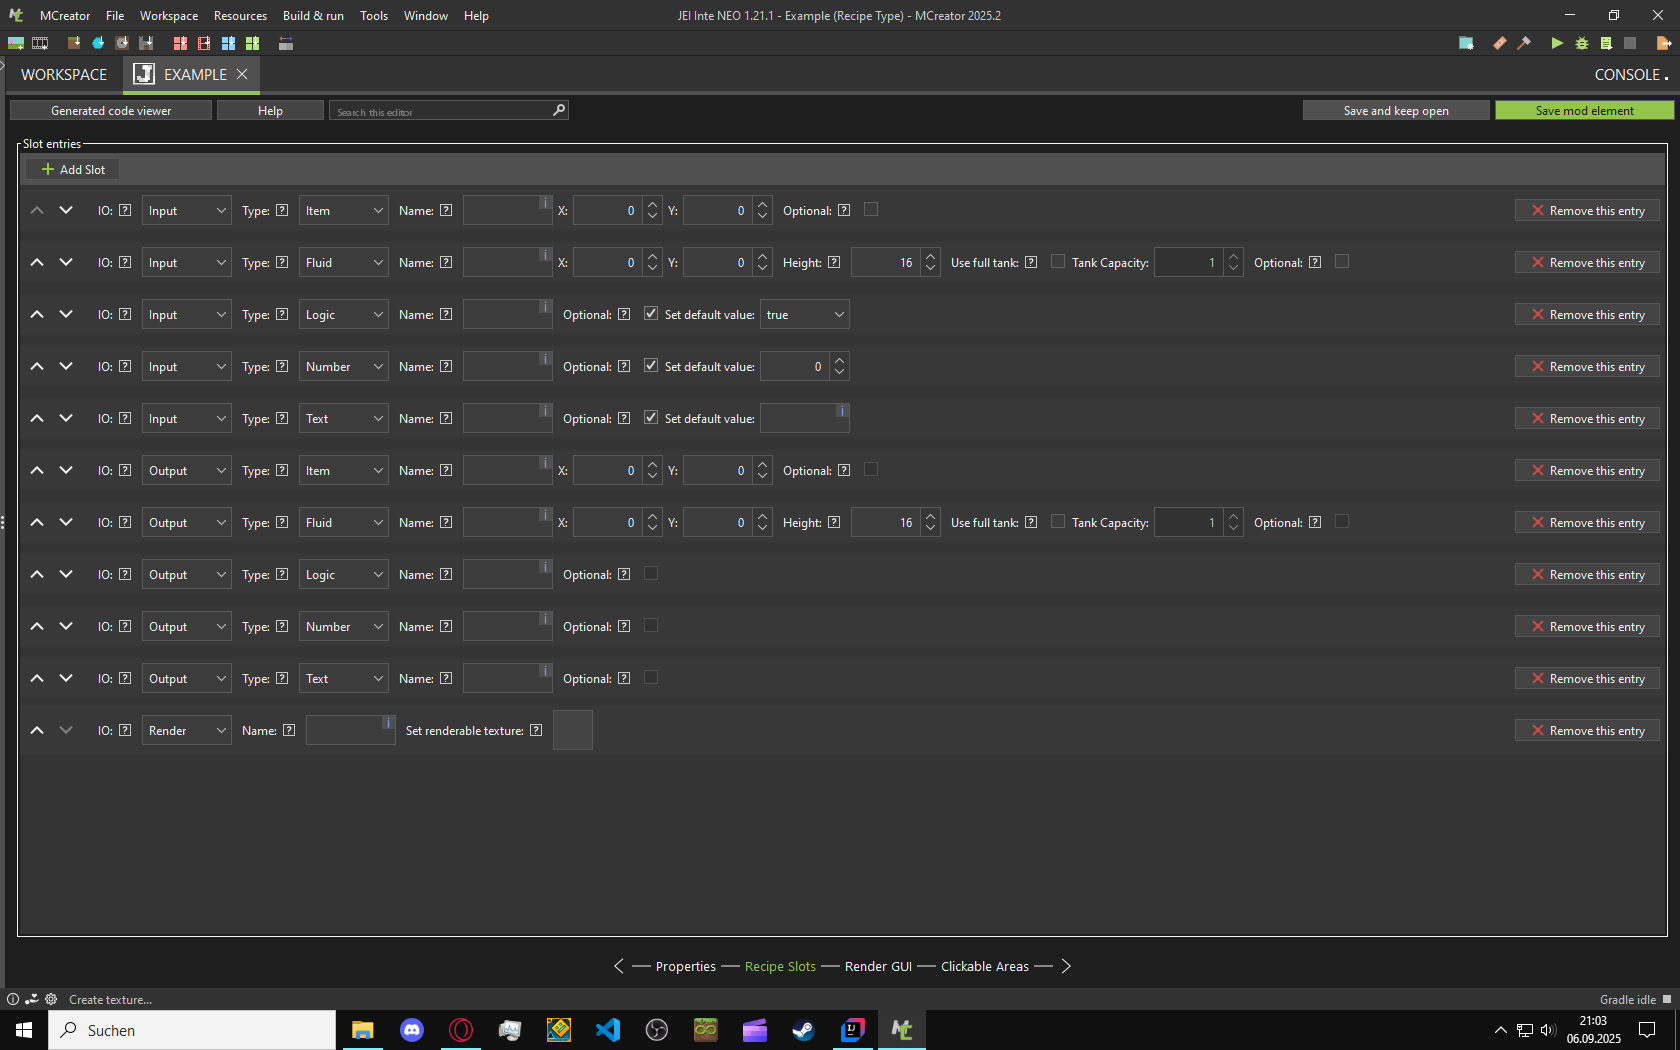 MCreator File Workspace Resources Build & run Tools Window Help JEI Inte NEO 1.21.1 - Example (Recipe Type) - MCreator 2025.2
WORKSPACE EXAMPLE CONSOLE
Generated code viewer Help Search this editor Save and keep open Save mod element
Slot entries
Add Slot
IO: ? Input Type: ? Item Name: ? i X: 0 Y: 0 Optional: ? Remove this entry
IO: ? Input Type: ? Fluid Name: ? i X: 0 Y: 0 Height: ? 16 Use full tank: ? Tank Capacity: 1 Optional: ? Remove this entry
IO: ? Input Type: ? Logic Name: ? i Optional: ? Set default value: true Remove this entry
IO: ? Input Type: ? Number Name: ? i Optional: ? Set default value: 0 Remove this entry
IO: ? Input Type: ? Text Name: ? i Optional: ? Set default value: i Remove this entry
IO: ? Output Type: ? Item Name: ? i X: 0 Y: 0 Optional: ? Remove this entry
IO: ? Output Type: ? Fluid Name: ? i X: 0 Y: 0 Height: ? 16 Use full tank: ? Tank Capacity: 1 Optional: ? Remove this entry
IO: ? Output Type: ? Logic Name: ? i Optional: ? Remove this entry
IO: ? Output Type: ? Number Name: ? i Optional: ? Remove this entry
IO: ? Output Type: ? Text Name: ? i Optional: ? Remove this entry
IO: ? Render Name: ? i Set renderable texture: ? Remove this entry
Properties Recipe Slots Render GUI Clickable Areas
Create texture... Gradle idle
Suchen 21:03
06.09.2025